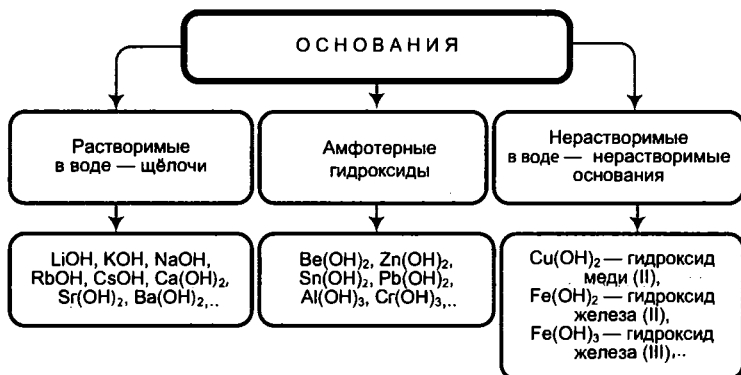 ОСНОВАНИЯ
Растворимые
в воде — щёлочи
Амфотерные
гидроксиды
Нерастворимые
в воде — нерастворимые
основания
LiOH, KOH, NaOH,
RbOH, CsOH, Ca(OH)₂,
Sr(OH)₂, Ba(OH)₂,..
Be(OH)₂, Zn(OH)₂,
Sn(OH)₂, Pb(OH)₂,
Al(OH)₃, Cr(OH)₃,..
Cu(OH)₂ — гидроксид
меди (II),
Fe(OH)₂ — гидроксид
железа (II),
Fe(OH)₃ — гидроксид
железа (III),..